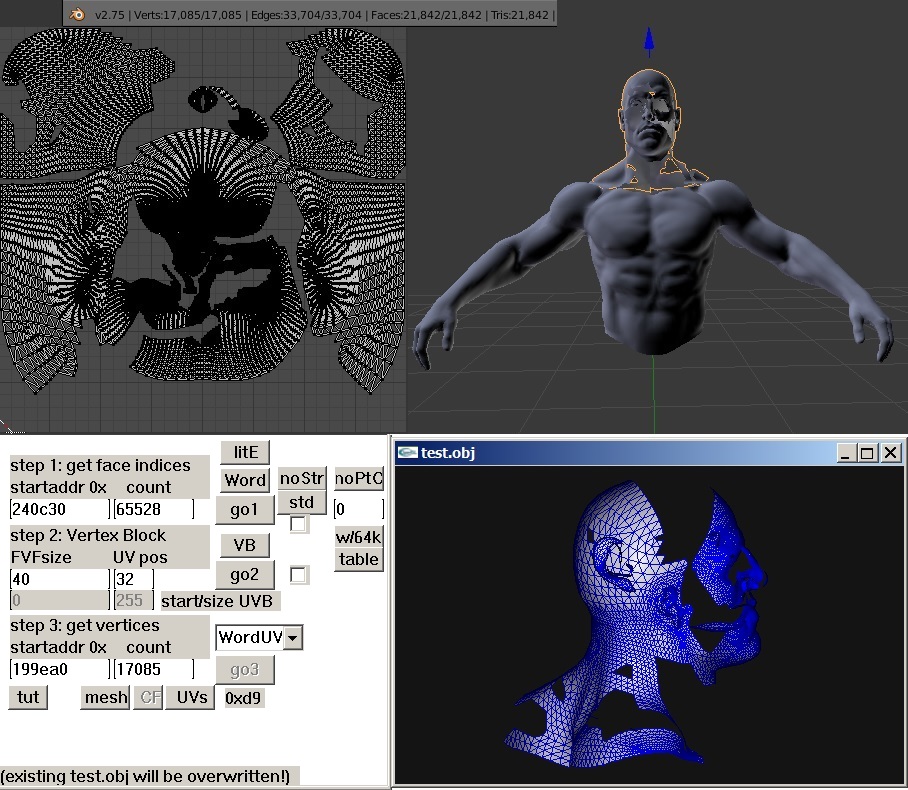 v2.75 | Verts:17,085/17,085 | Edges:33,704/33,704 | Faces:21,842/21,842 | Tris:21,842 |
litE
step 1: get face indices
startaddr 0x count
Word
noStr
noPtC
240c30
65528
go1
std
0
step 2: Vertex Block
FVFsize UV pos
VB
w/64k
table
40
32
go2
0
255
start/size UVB
step 3: get vertices
startaddr 0x count
WordUV
199ea0
17085
go3
tut
mesh
CF
UVs
0xd9
(existing test.obj will be overwritten!)
test.obj